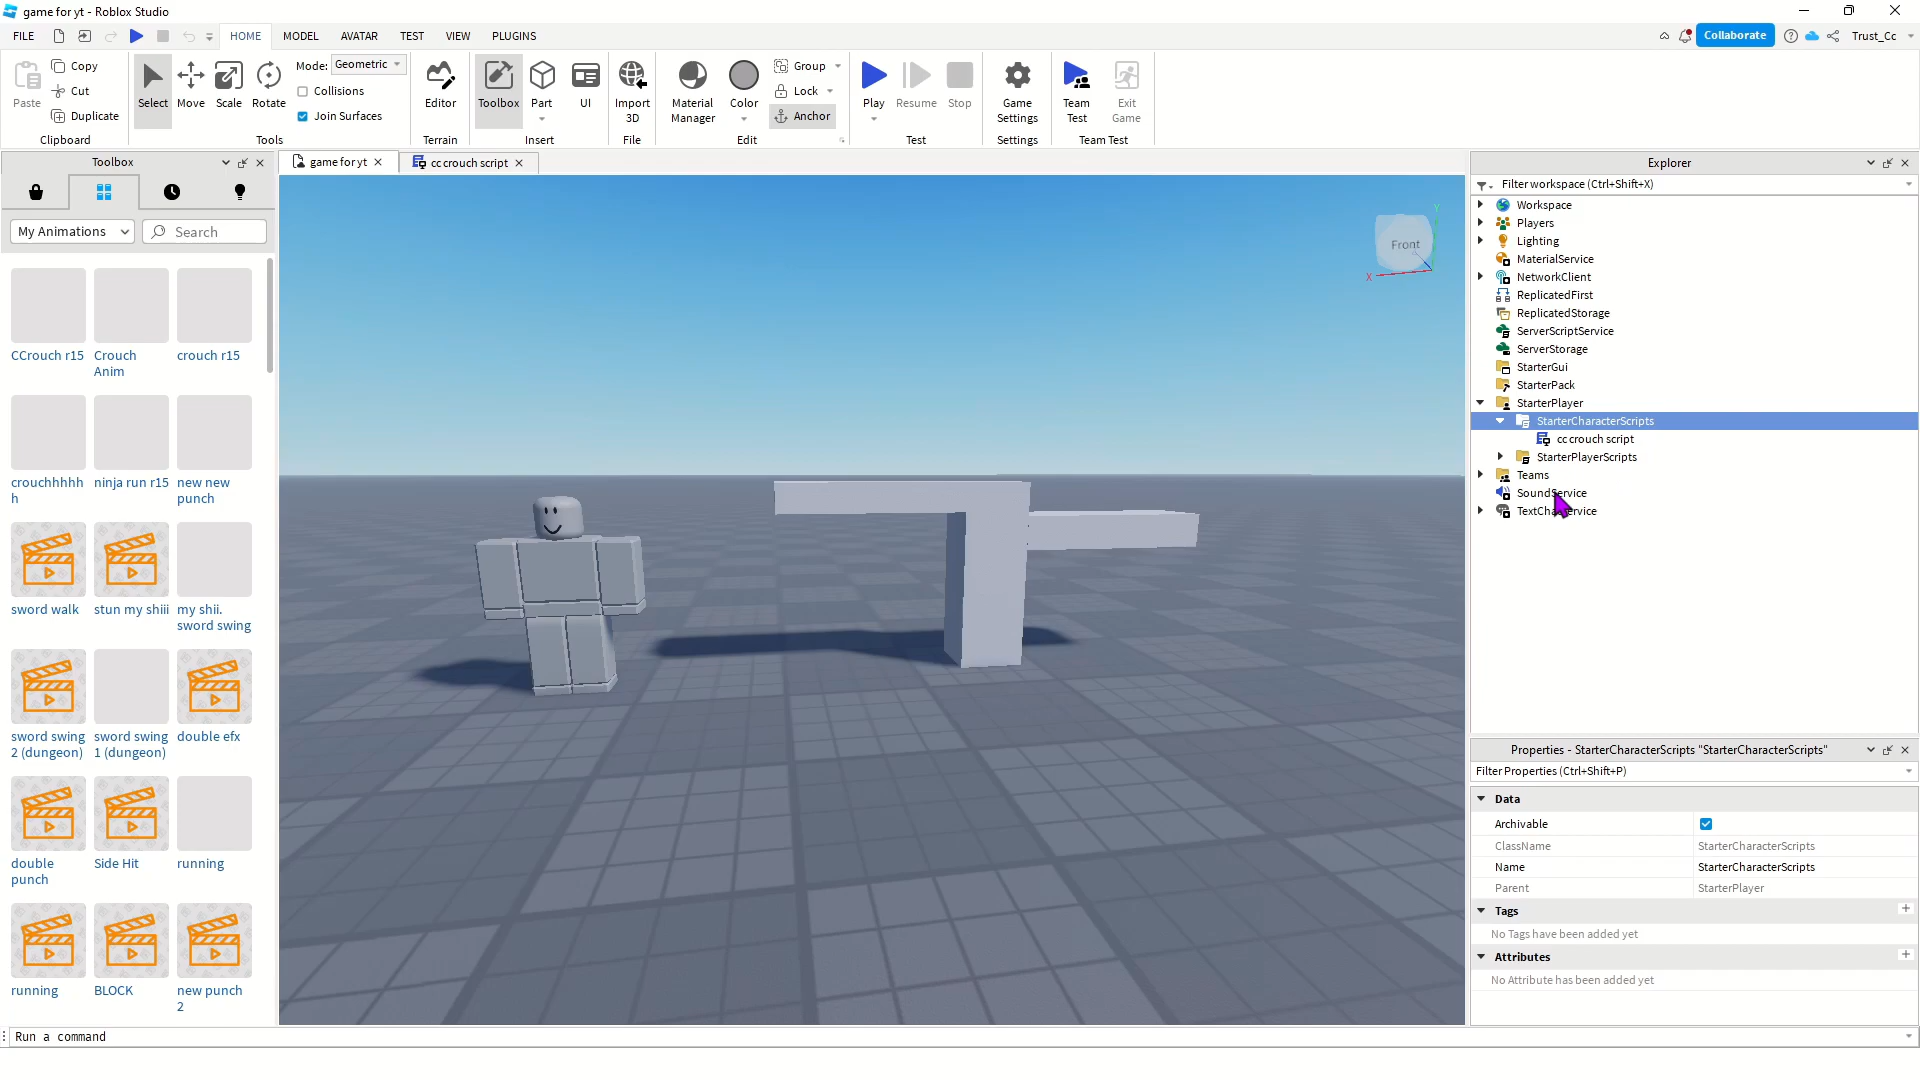 game for yt - Roblox Studio
FILE
HOME MODEL AVATAR TEST VIEW PLUGINS
Collaborate
Trust_Cc
Paste
Copy
Cut
Duplicate
Clipboard
Select
Move
Scale
Rotate
Mode: Geometric
Collisions
Join Surfaces
Tools
Editor
Terrain
Toolbox
Part
UI
Insert
Import
3D
File
Material
Manager
Color
Group
Lock
Anchor
Edit
Play
Resume
Stop
Test
Game
Settings
Settings
Team
Test
Exit
Game
Team Test
Toolbox
game for yt
cc crouch script
My Animations
Search
CCrouch r15
Crouch
Anim
crouch r15
crouchhhhh
h
ninja run r15
new new
punch
sword walk
stun my shiii
my shii.
sword swing
sword swing
2 (dungeon)
sword swing
1 (dungeon)
double efx
double
punch
Side Hit
running
running
BLOCK
new punch
2
Front
Y
X
Explorer
Filter workspace (Ctrl+Shift+X)
Workspace
Players
Lighting
MaterialService
NetworkClient
ReplicatedFirst
ReplicatedStorage
ServerScriptService
ServerStorage
StarterGui
StarterPack
StarterPlayer
StarterCharacterScripts
cc crouch script
StarterPlayerScripts
Teams
SoundService
Properties - StarterCharacterScripts "StarterCharacterScripts"
Filter Properties (Ctrl+Shift+P)
Data
Archivable
ClassName StarterCharacterScripts
Name StarterCharacterScripts
Parent StarterPlayer
Tags
No Tags have been added yet
Attributes
No Attribute has been added yet
Run a command